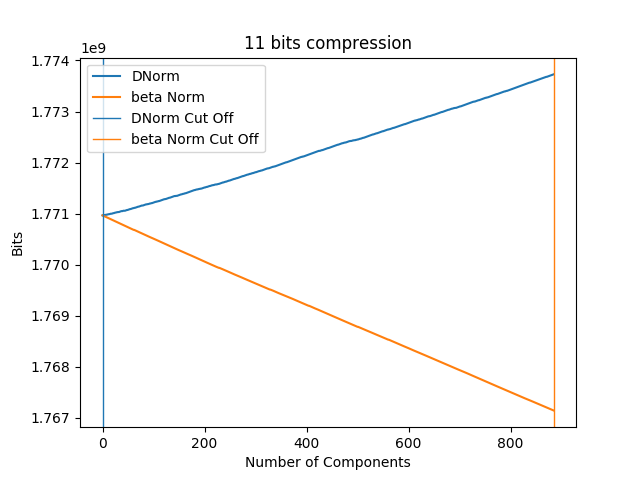 11 bits compression
1e9
1.774
1.773
1.772
1.771
1.770
1.769
1.768
1.767
Bits
DNorm
beta Norm
DNorm Cut Off
beta Norm Cut Off
0 200 400 600 800
Number of Components